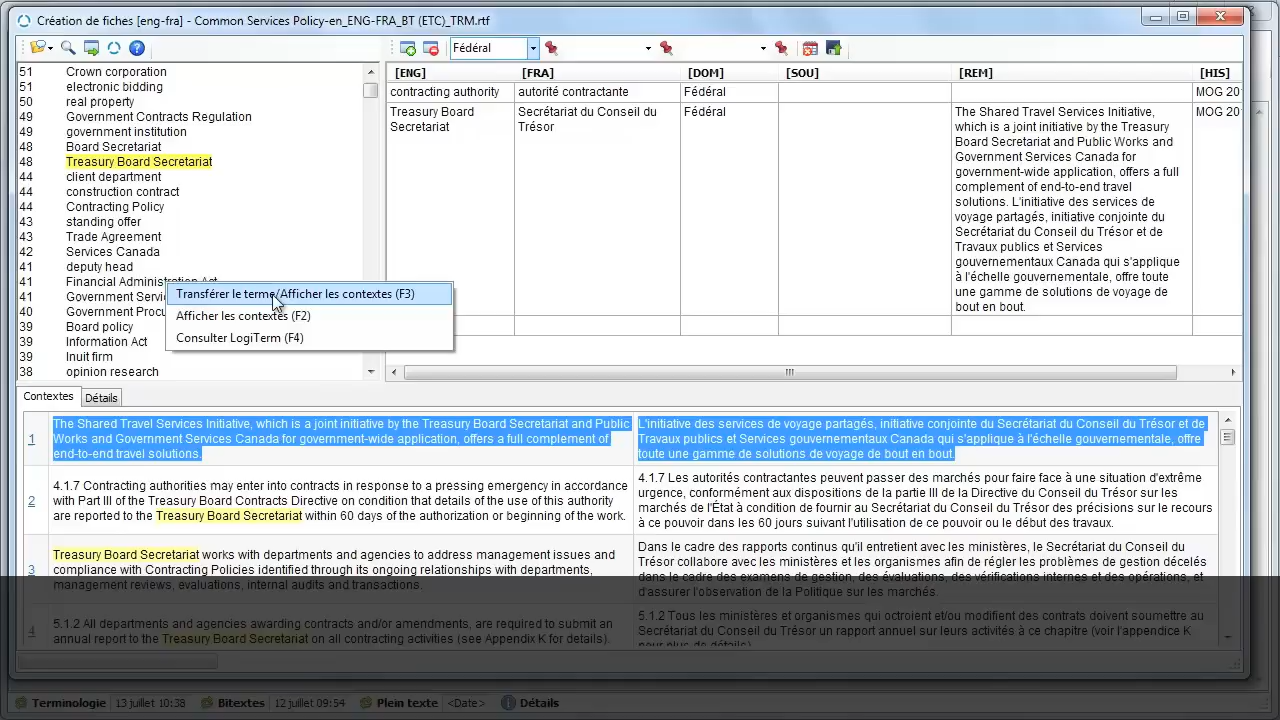 Création de fiches [eng-fra] - Common Services Policy-en_ENG-FRA_BT (ETC)_TRM.rtf
Fédéral
51 Crown corporation
51 electronic bidding
50 real property
49 Government Contracts Regulation
49 government institution
48 Board Secretariat
48 Treasury Board Secretariat
44 client department
44 construction contract
44 Contracting Policy
43 standing offer
43 Trade Agreement
42 Services Canada
41 deputy head
41 Financial Administration Act
41 Government Servi
40 Government Procu
39 Board policy
39 Information Act
39 Inuit firm
38 opinion research
Transférer le terme/Afficher les contextes (F3)
Afficher les contextes (F2)
Consulter LogiTerm (F4)
[ENG] [FRA] [DOM] [SOU] [REM] [HIS]
contracting authority autorité contractante Fédéral MOG 20
Treasury Board
Secretariat
Secrétariat du Conseil du
Trésor
Fédéral
The Shared Travel Services Initiative,
which is a joint initiative by the Treasury
Board Secretariat and Public Works and
Government Services Canada for
government-wide application, offers a full
complement of end-to-end travel
solutions. L'initiative des services de
voyage partagés, initiative conjointe du
Secrétariat du Conseil du Trésor et de
Travaux publics et Services
gouvernementaux Canada qui s'applique
à l'échelle gouvernementale, offre toute
une gamme de solutions de voyage de
bout en bout.
MOG 20
Contextes Détails
1
The Shared Travel Services Initiative, which is a joint initiative by the Treasury Board Secretariat and Public
Works and Government Services Canada for government-wide application, offers a full complement of
end-to-end travel solutions.
L'initiative des services de voyage partagés, initiative conjointe du Secrétariat du Conseil du Trésor et de
Travaux publics et Services gouvernementaux Canada qui s'applique à l'échelle gouvernementale, offre
toute une gamme de solutions de voyage de bout en bout.
2
4.1.7 Contracting authorities may enter into contracts in response to a pressing emergency in accordance
with Part III of the Treasury Board Contracts Directive on condition that details of the use of this authority
are reported to the Treasury Board Secretariat within 60 days of the authorization or beginning of the work.
4.1.7 Les autorités contractantes peuvent passer des marchés pour faire face à une situation d'extrême
urgence, conformément aux dispositions de la partie III de la Directive du Conseil du Trésor sur les
marchés de l'État à condition de fournir au Secrétariat du Conseil du Trésor des précisions sur le recours
à ce pouvoir dans les 60 jours suivant l'utilisation de ce pouvoir ou le début des travaux.
3
Treasury Board Secretariat works with departments and agencies to address management issues and
compliance with Contracting Policies identified through its ongoing relationships with departments,
management reviews, evaluations, internal audits and transactions.
Dans le cadre des rapports continus qu'il entretient avec les ministères, le Secrétariat du Conseil du
Trésor collabore avec les ministères et les organismes afin de régler les problèmes de gestion décelés
dans le cadre des examens de gestion, des évaluations, des vérifications internes et des opérations, et
d'assurer l'observation de la Politique sur les marchés.
4
5.1.2 All departments and agencies awarding contracts and/or amendments, are required to submit an
annual report to the Treasury Board Secretariat on all contracting activities (see Appendix K for details).
5.1.2 Tous les ministères et organismes qui octroient et/ou modifient des contrats doivent soumettre au
Secrétariat du Conseil du Trésor un rapport annuel sur leurs activités à ce chapitre (voir l'appendice K
pour plus de détails).
Terminologie 13 juillet 10:38 Bitextes 12 juillet 09:54 Plein texte <Date> Détails